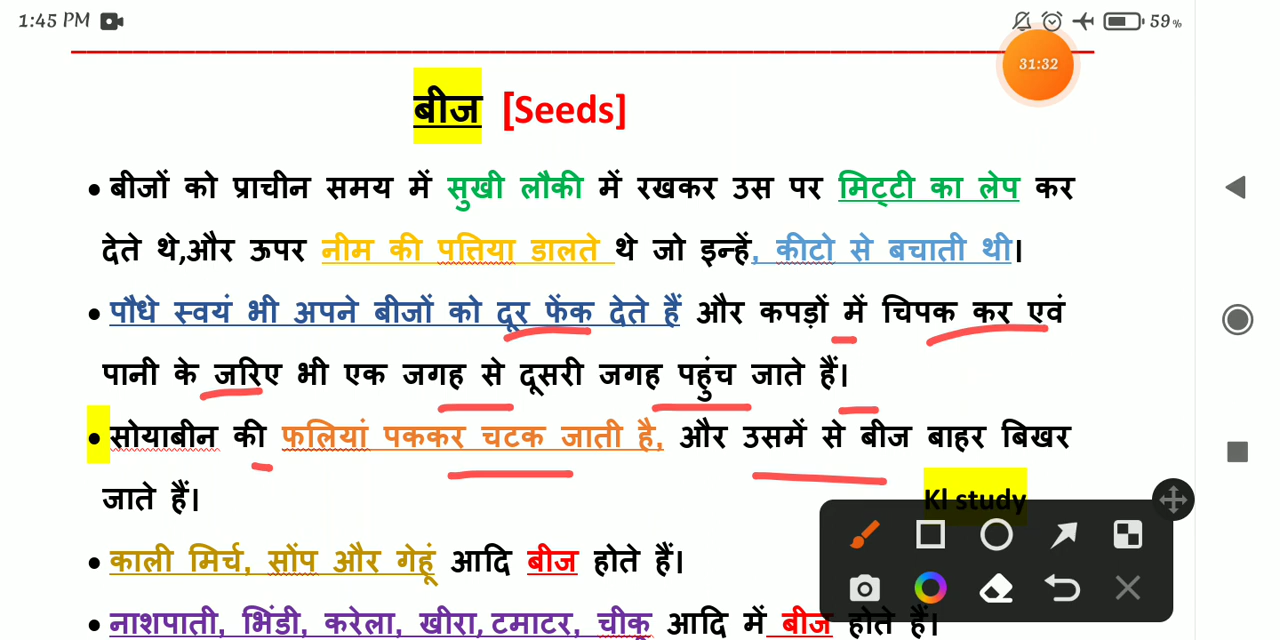 1:45 PM
59%
31:32
बीज [Seeds]
• बीजों को प्राचीन समय में सुखी लौकी में रखकर उस पर मिट्टी का लेप कर
देते थे,और ऊपर नीम की पत्तिया डालते थे जो इन्हें, कीटो से बचाती थी।
• पौधे स्वयं भी अपने बीजों को दूर फेंक देते हैं और कपड़ों में चिपक कर एवं
पानी के जरिए भी एक जगह से दूसरी जगह पहुंच जाते हैं।
• सोयाबीन की फलियां पककर चटक जाती है, और उसमें से बीज बाहर बिखर
जाते हैं।
Kl study
• काली मिर्च, सोंप और गेहूं आदि बीज होते हैं।
• नाशपाती, भिंडी, करेला, खीरा,टमाटर, चीकू आदि में बीज होते हैं।